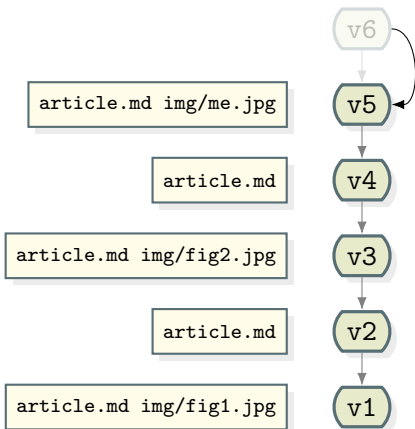 v6
article.md img/me.jpg v5
article.md v4
article.md img/fig2.jpg v3
article.md v2
article.md img/fig1.jpg v1